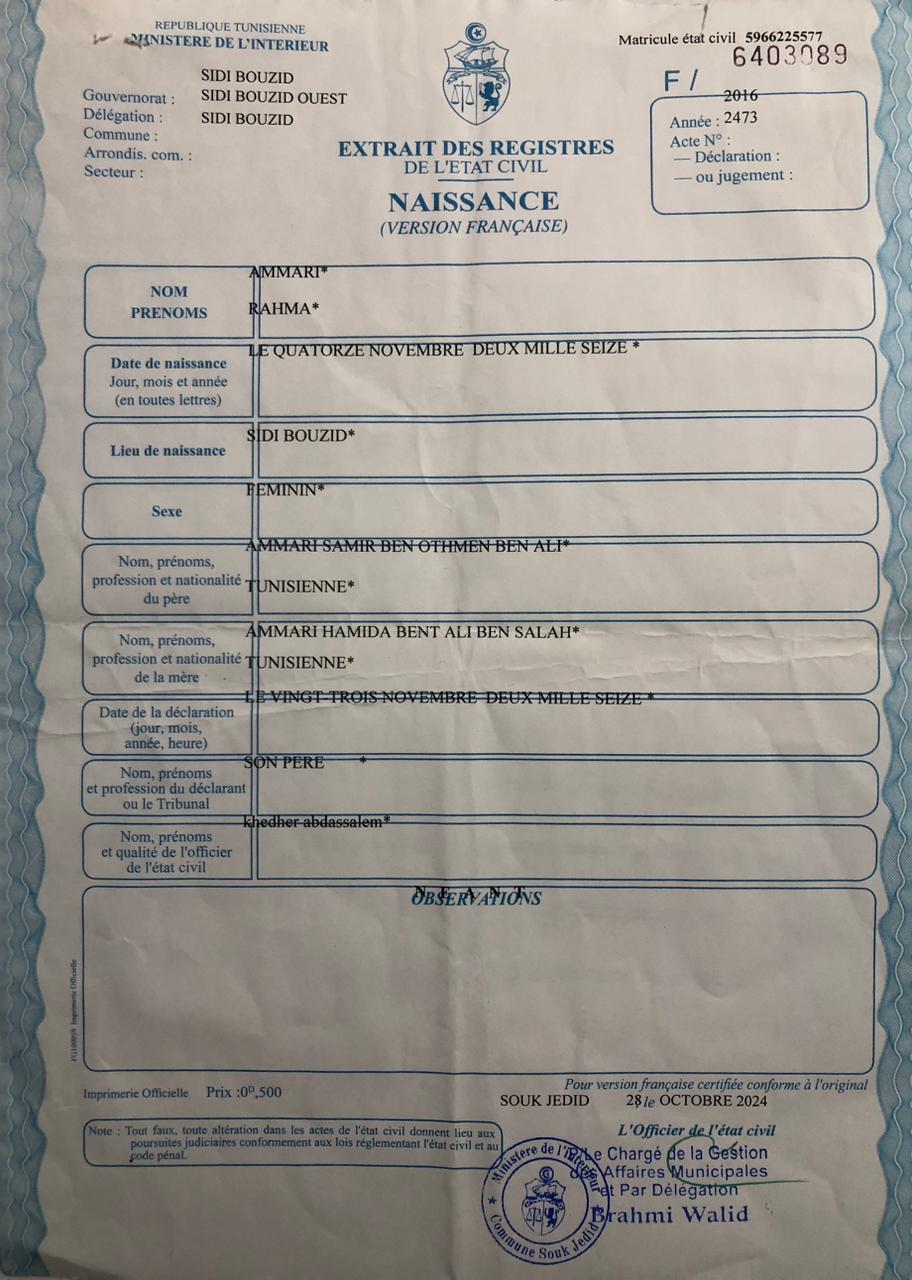 REPUBLIQUE TUNISIENNE
MINISTERE DE L'INTERIEUR
Matricule état civil 5966225577
6403089
F /
Gouvernorat : SIDI BOUZID
Délégation : SIDI BOUZID OUEST
Commune : SIDI BOUZID
Arrondis. com. :
Secteur :
2016
Année : 2473
Acte N° :
— Déclaration :
— ou jugement :
EXTRAIT DES REGISTRES
DE L'ETAT CIVIL
NAISSANCE
(VERSION FRANÇAISE)
NOM
PRENOMS
AMMARI*
RAHMA*
Date de naissance
Jour, mois et année
(en toutes lettres)
LE QUATORZE NOVEMBRE DEUX MILLE SEIZE *
Lieu de naissance
SIDI BOUZID*
Sexe
FEMININ*
Nom, prénoms,
profession et nationalité
du père
AMMARI SAMIR BEN OTHMEN BEN ALI*
TUNISIENNE*
Nom, prénoms,
profession et nationalité
de la mère
AMMARI HAMIDA BENT ALI BEN SALAH*
TUNISIENNE*
Date de la déclaration
(jour, mois,
année, heure)
LE VINGT-TROIS NOVEMBRE DEUX MILLE SEIZE *
Nom, prénoms
et profession du déclarant
ou le Tribunal
SON PERE *
Nom, prénoms
et qualité de l'officier
de l'état civil
khedher abdassalem*
N E A N T
OBSERVATIONS
FG100059 Imprimerie Officielle
Imprimerie Officielle Prix :0ᴰ,500
Pour version française certifiée conforme à l'original
SOUK JEDID 28 le OCTOBRE 2024
Note : Tout faux, toute altération dans les actes de l'état civil donnent lieu aux
poursuites judiciaires conformement aux lois réglementant l'état civil et au
code pénal.
L'Officier de l'état civil
Le Chargé de la Gestion
Affaires Municipales
et Par Délégation
Brahmi Walid
Ministere de l'Interieur
Commune Souk Jedid